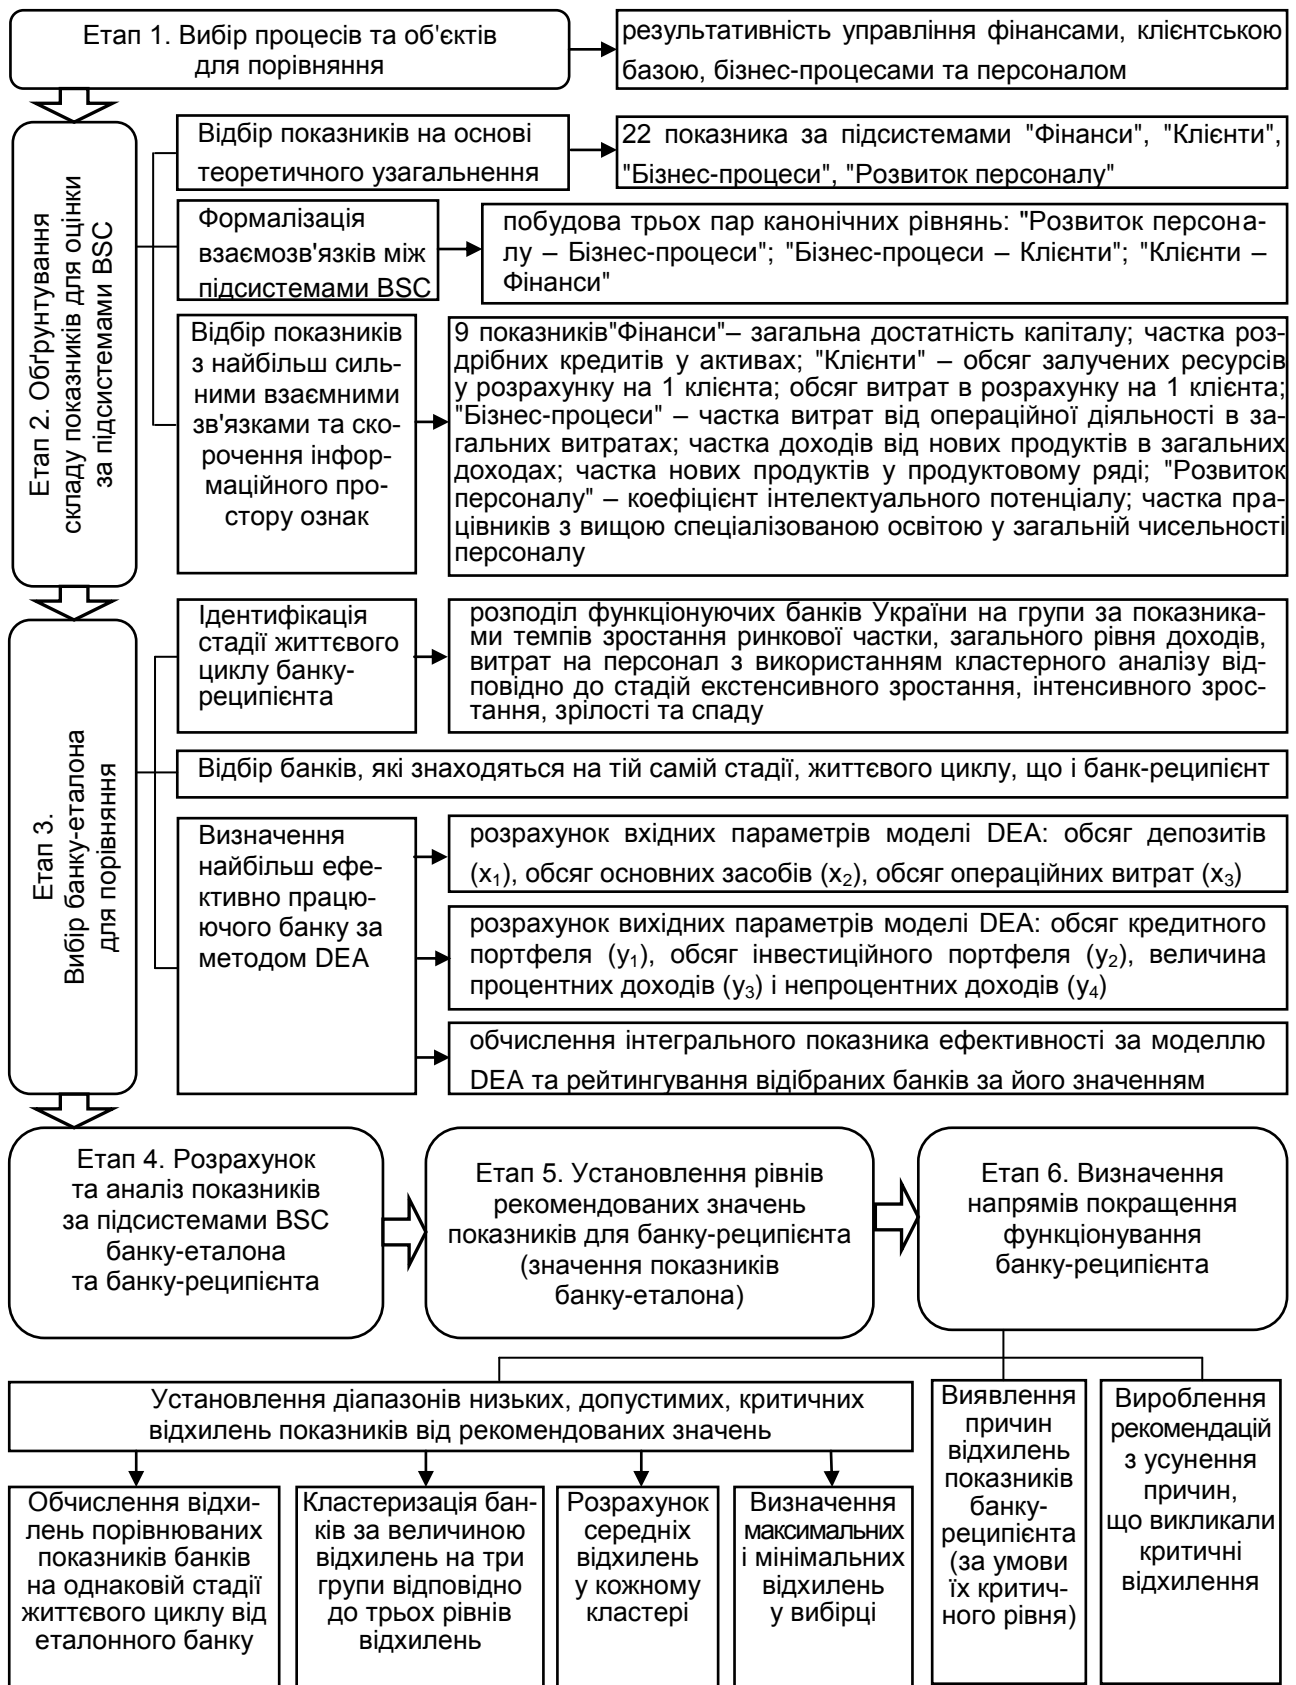 Етап 1. Вибір процесів та об'єктів
для порівняння
результативність управління фінансами, клієнтською
базою, бізнес-процесами та персоналом
Етап 2. Обґрунтування
складу показників для оцінки
за підсистемами BSC
Відбір показників на основі
теоретичного узагальнення
22 показника за підсистемами "Фінанси", "Клієнти",
"Бізнес-процеси", "Розвиток персоналу"
Формалізація
взаємозв'язків між
підсистемами BSC
побудова трьох пар канонічних рівнянь: "Розвиток персона-
лу – Бізнес-процеси"; "Бізнес-процеси – Клієнти"; "Клієнти –
Фінанси"
Відбір показників
з найбільш силь-
ними взаємними
зв'язками та ско-
рочення інфор-
маційного про-
стору ознак
9 показників"Фінанси"– загальна достатність капіталу; частка роз-
дрібних кредитів у активах; "Клієнти" – обсяг залучених ресурсів
у розрахунку на 1 клієнта; обсяг витрат в розрахунку на 1 клієнта;
"Бізнес-процеси" – частка витрат від операційної діяльності в за-
гальних витратах; частка доходів від нових продуктів в загальних
доходах; частка нових продуктів у продуктовому ряді; "Розвиток
персоналу" – коефіцієнт інтелектуального потенціалу; частка пра-
цівників з вищою спеціалізованою освітою у загальній чисельності
персоналу
Етап 3.
Вибір банку-еталона
для порівняння
Ідентифікація
стадії життєвого
циклу банку-
реципієнта
розподіл функціонуючих банків України на групи за показника-
ми темпів зростання ринкової частки, загального рівня доходів,
витрат на персонал з використанням кластерного аналізу від-
повідно до стадій екстенсивного зростання, інтенсивного зрос-
тання, зрілості та спаду
Відбір банків, які знаходяться на тій самій стадії, життєвого циклу, що і банк-реципієнт
Визначення
найбільш ефе-
ктивно працю-
ючого банку за
методом DEA
розрахунок вхідних параметрів моделі DEA: обсяг депозитів
(x₁), обсяг основних засобів (x₂), обсяг операційних витрат (x₃)
розрахунок вихідних параметрів моделі DEA: обсяг кредитного
портфеля (y₁), обсяг інвестиційного портфеля (y₂), величина
процентних доходів (y₃) і непроцентних доходів (y₄)
обчислення інтегрального показника ефективності за моделлю
DEA та рейтингування відібраних банків за його значенням
Етап 4. Розрахунок
та аналіз показників
за підсистемами BSC
банку-еталона
та банку-реципієнта
Етап 5. Установлення рівнів
рекомендованих значень
показників для банку-реципієнта
(значення показників
банку-еталона)
Етап 6. Визначення
напрямів покращення
функціонування
банку-реципієнта
Установлення діапазонів низьких, допустимих, критичних
відхилень показників від рекомендованих значень
Обчислення відхи-
лень порівнюваних
показників банків
на однаковій стадії
життєвого циклу від
еталонного банку
Кластеризація бан-
ків за величиною
відхилень на три
групи відповідно
до трьох рівнів
відхилень
Розрахунок
середніх
відхилень
у кожному
кластері
Визначення
максимальних
і мінімальних
відхилень
у вибірці
Виявлення
причин
відхилень
показників
банку-
реципієнта
(за умови
їх критич-
ного рівня)
Вироблення
рекомендацій
з усунення
причин,
що викликали
критичні
відхилення